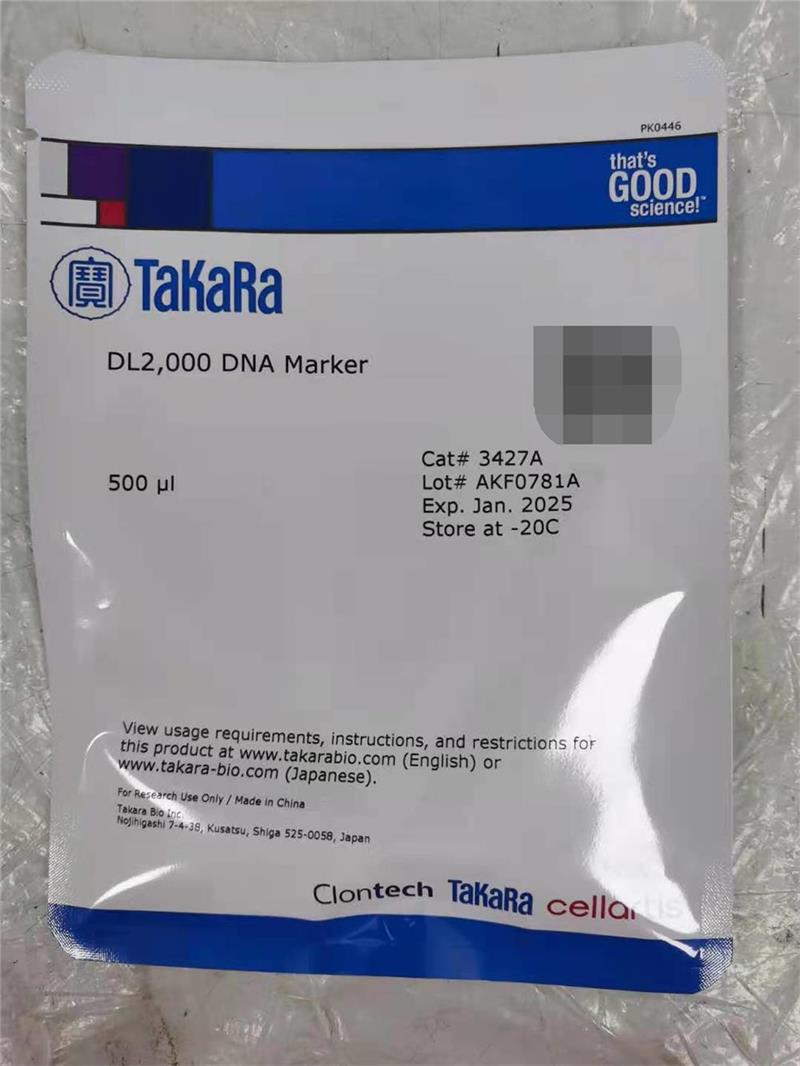 PK0446
that's
GOOD
science!™
寶 TaKaRa
DL2,000 DNA Marker
500 µl
Cat# 3427A
Lot# AKF0781A
Exp. Jan. 2025
Store at -20C
View usage requirements, instructions, and restrictions for
this product at www.takarabio.com (English) or
www.takara-bio.com (Japanese).
For Research Use Only / Made in China
Takara Bio Inc.
Nojihigashi 7-4-38, Kusatsu, Shiga 525-0058, Japan
Clontech TaKaRa cellartis